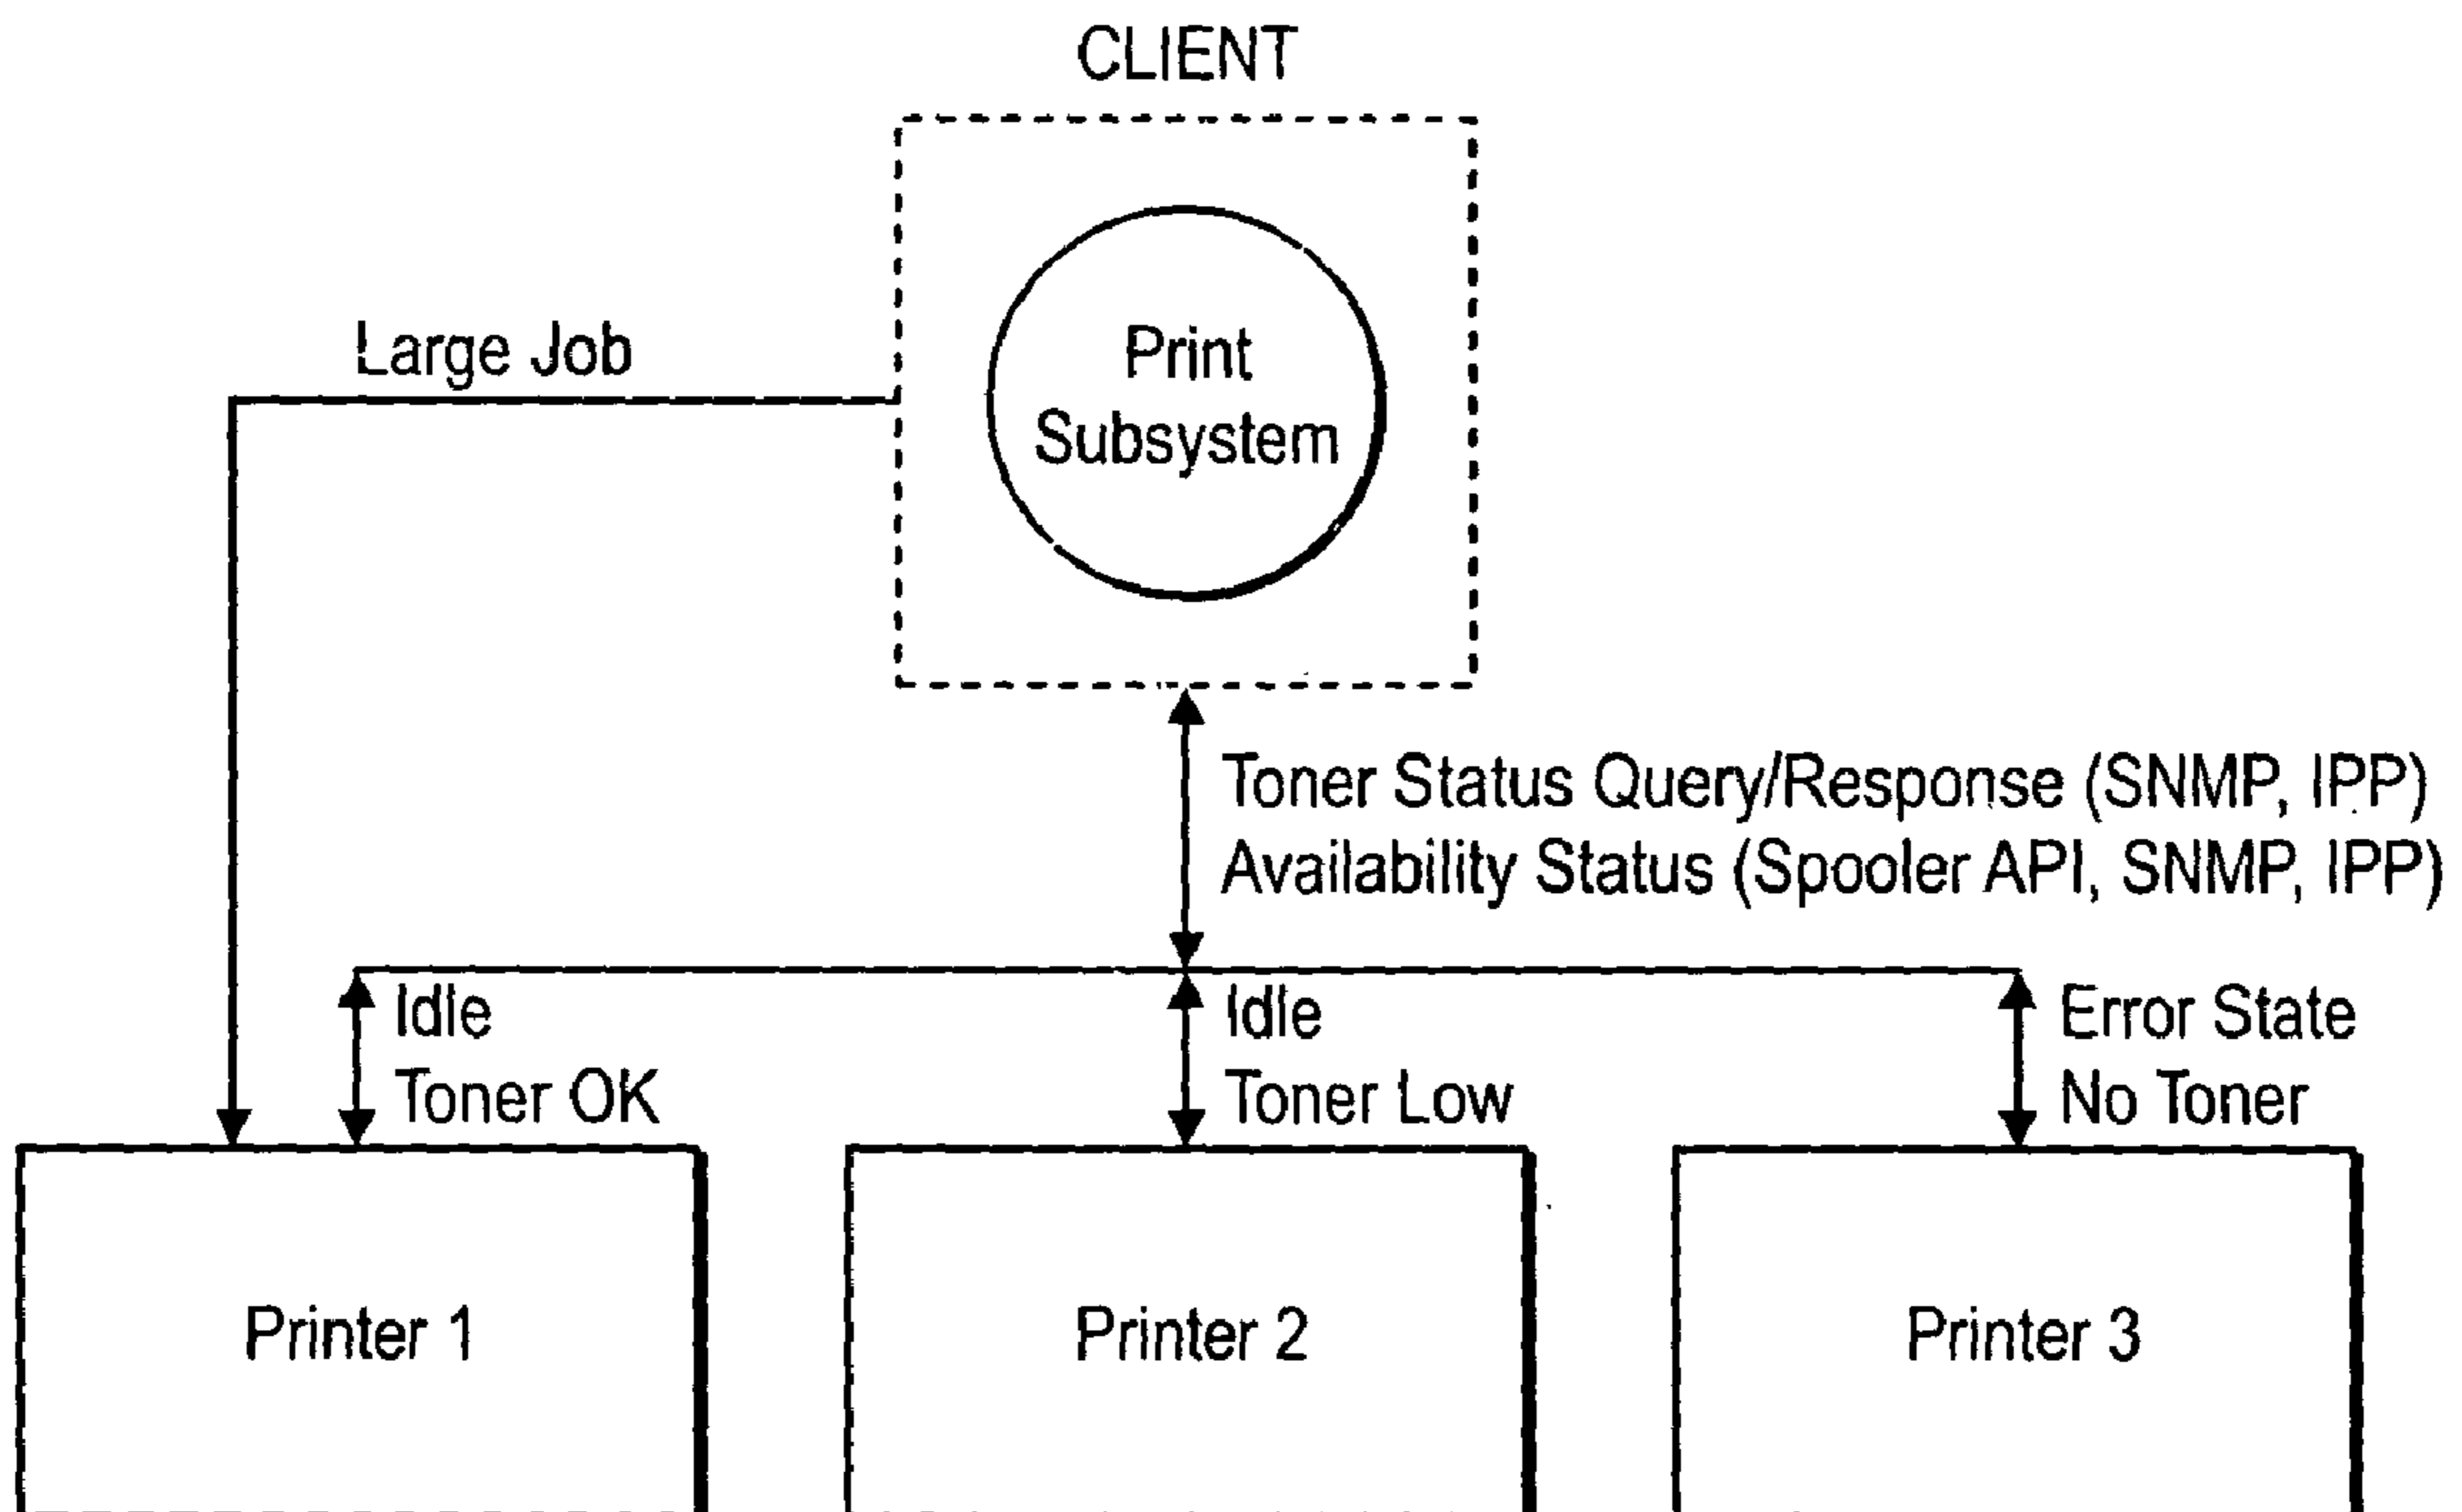 CLIENT
Print
Subsystem
Large Job
Toner Status Query/Response (SNMP, IPP)
Availability Status (Spooler API, SNMP, IPP)
Idle
Toner OK
Idle
Toner Low
Error State
No Toner
Printer 1
Printer 2
Printer 3